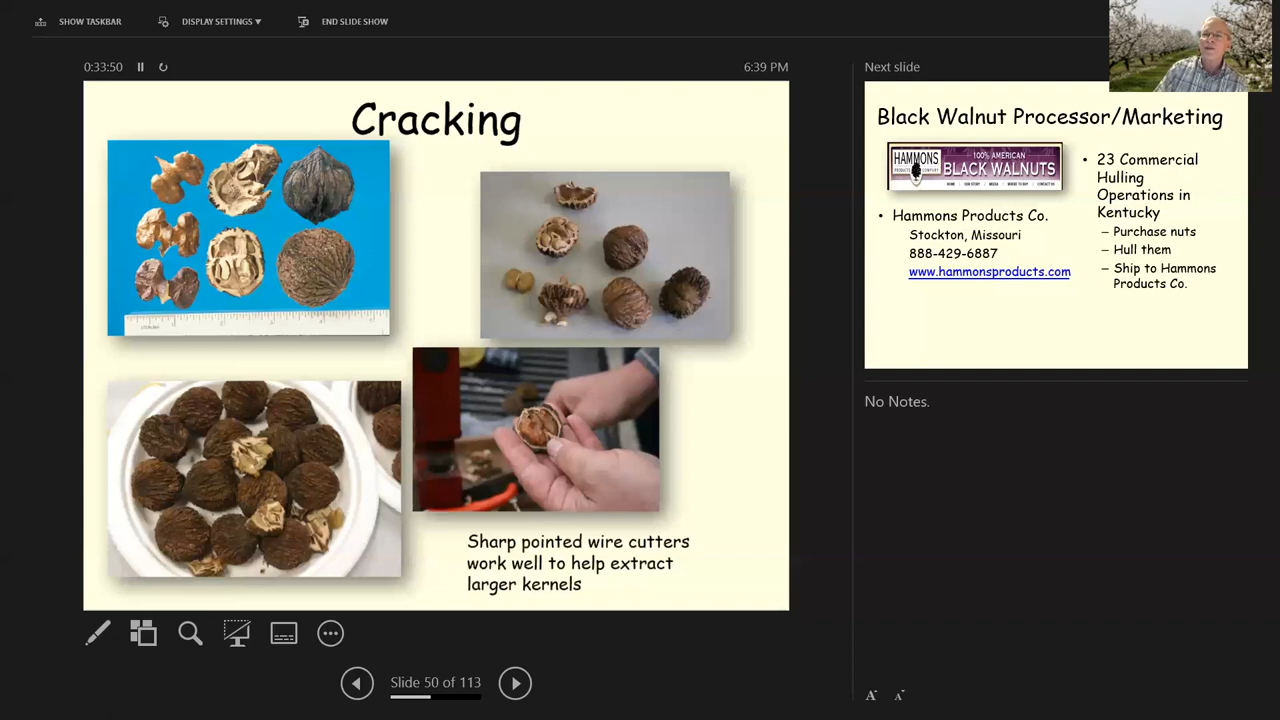 SHOW TASKBAR
DISPLAY SETTINGS ▼
END SLIDE SHOW
0:33:50
6:39 PM
Cracking
Sharp pointed wire cutters
work well to help extract
larger kernels
Slide 50 of 113
Next slide
Black Walnut Processor/Marketing
HAMMONS
PRODUCTS COMPANY
100% AMERICAN
BLACK WALNUTS
• Hammons Products Co.
Stockton, Missouri
888-429-6887
www.hammonsproducts.com
• 23 Commercial
Hulling
Operations in
Kentucky
– Purchase nuts
– Hull them
– Ship to Hammons
Products Co.
No Notes.
A
A